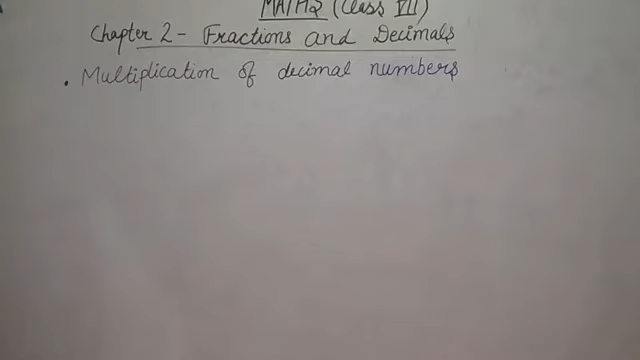 MATHS (Class VII)
Chapter 2 - Fractions and Decimals
. Multiplication of decimal numbers